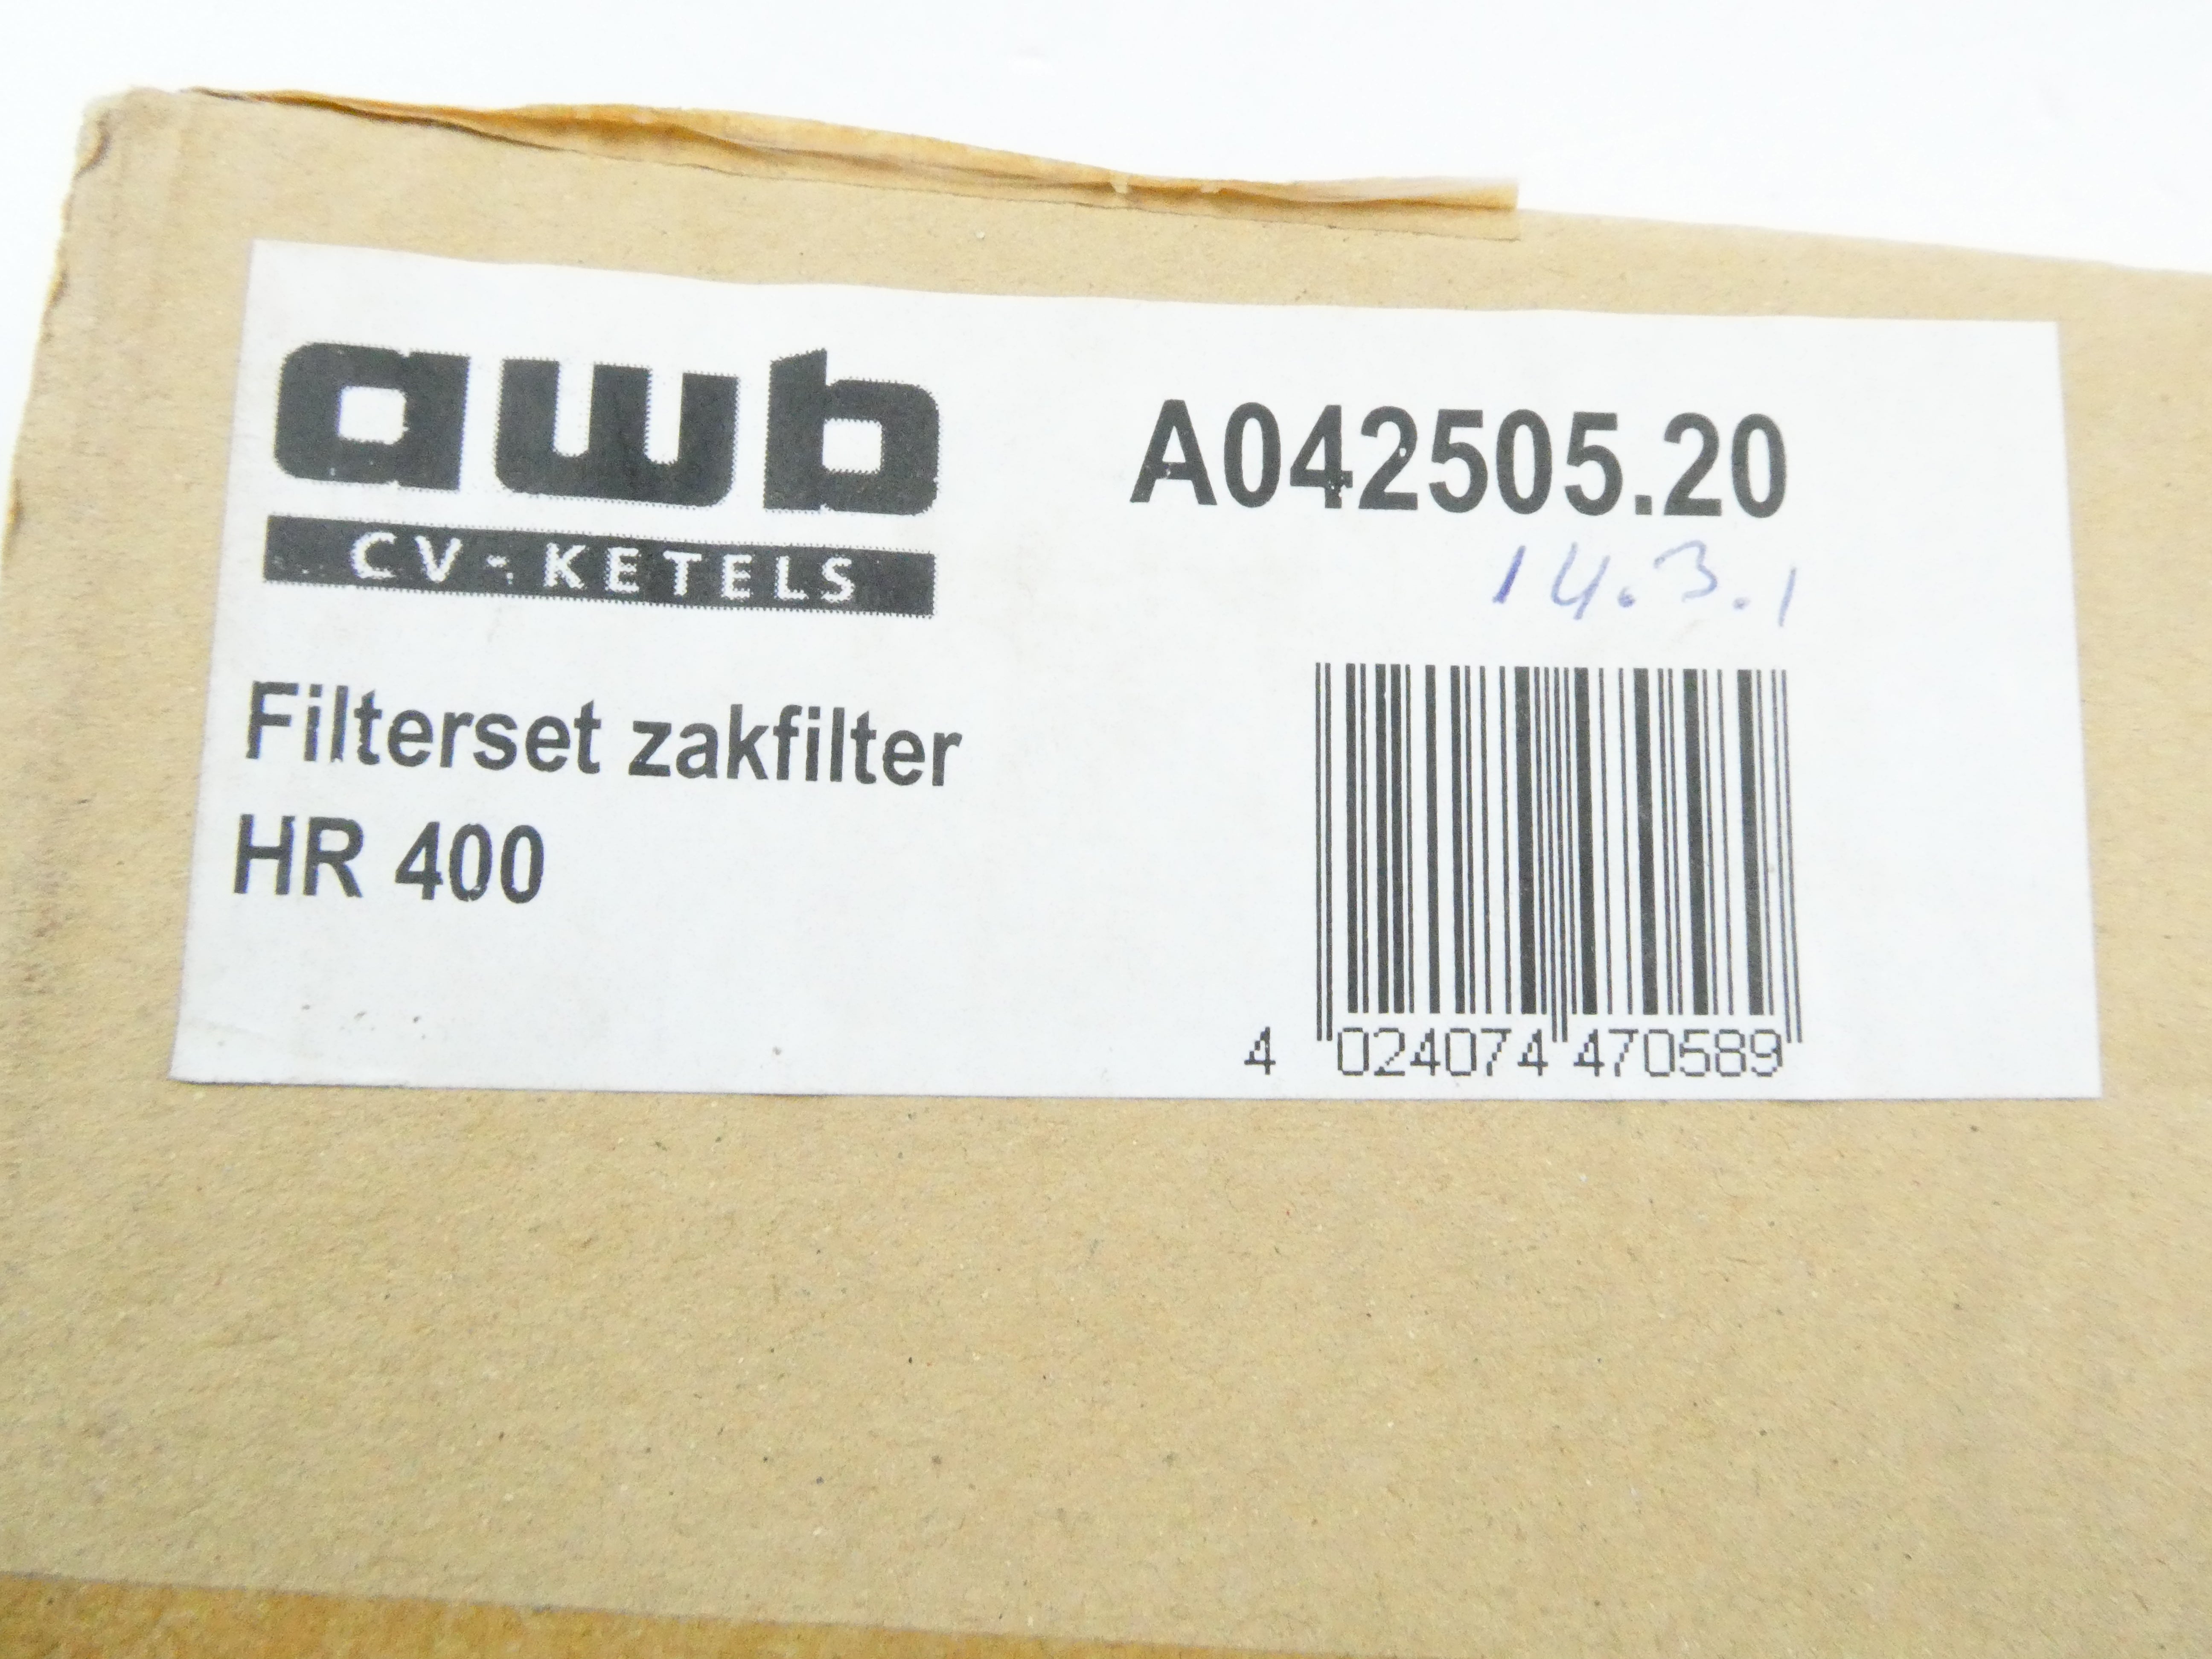 awb
CV-KETELS
A042505.20
14.3.1
Filterset zakfilter
HR 400
4 024074 470589